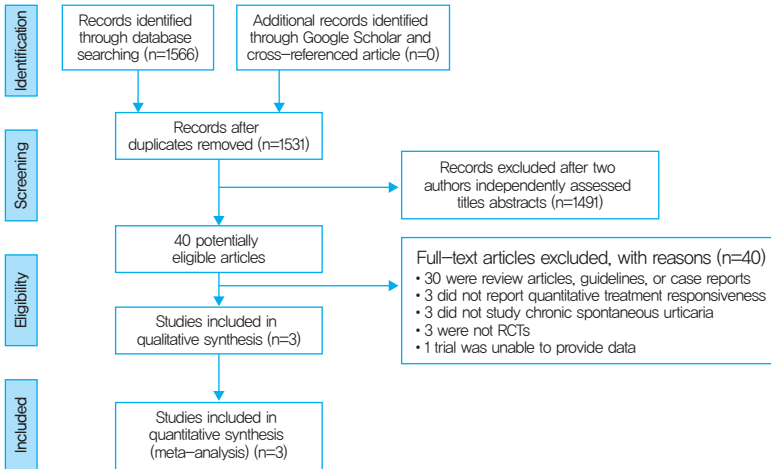 Identification
Records identified
through database
searching (n=1566)
Additional records identified
through Google Scholar and
cross-referenced article (n=0)
Screening
Records after
duplicates removed (n=1531)
Records excluded after two
authors independently assessed
titles abstracts (n=1491)
Eligibility
40 potentially
eligible articles
Full-text articles excluded, with reasons (n=40)
• 30 were review articles, guidelines, or case reports
• 3 did not report quantitative treatment responsiveness
• 3 did not study chronic spontaneous urticaria
• 3 were not RCTs
• 1 trial was unable to provide data
Studies included in
qualitative synthesis (n=3)
Included
Studies included in
quantitative synthesis
(meta-analysis) (n=3)